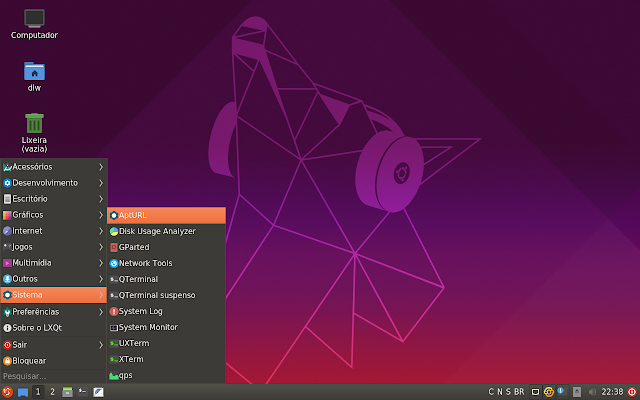 Computador
dlw
Lixeira
(vazia)
Acessórios
Desenvolvimento
Escritório
Gráficos
Internet
Jogos
Multimídia
Outros
Sistema
Preferências
Sobre o LXQt
Sair
Bloquear
Pesquisar...
AptURL
Disk Usage Analyzer
GParted
Network Tools
QTerminal
QTerminal suspenso
System Log
System Monitor
UXTerm
XTerm
qps
1 2 C N S BR 22:38